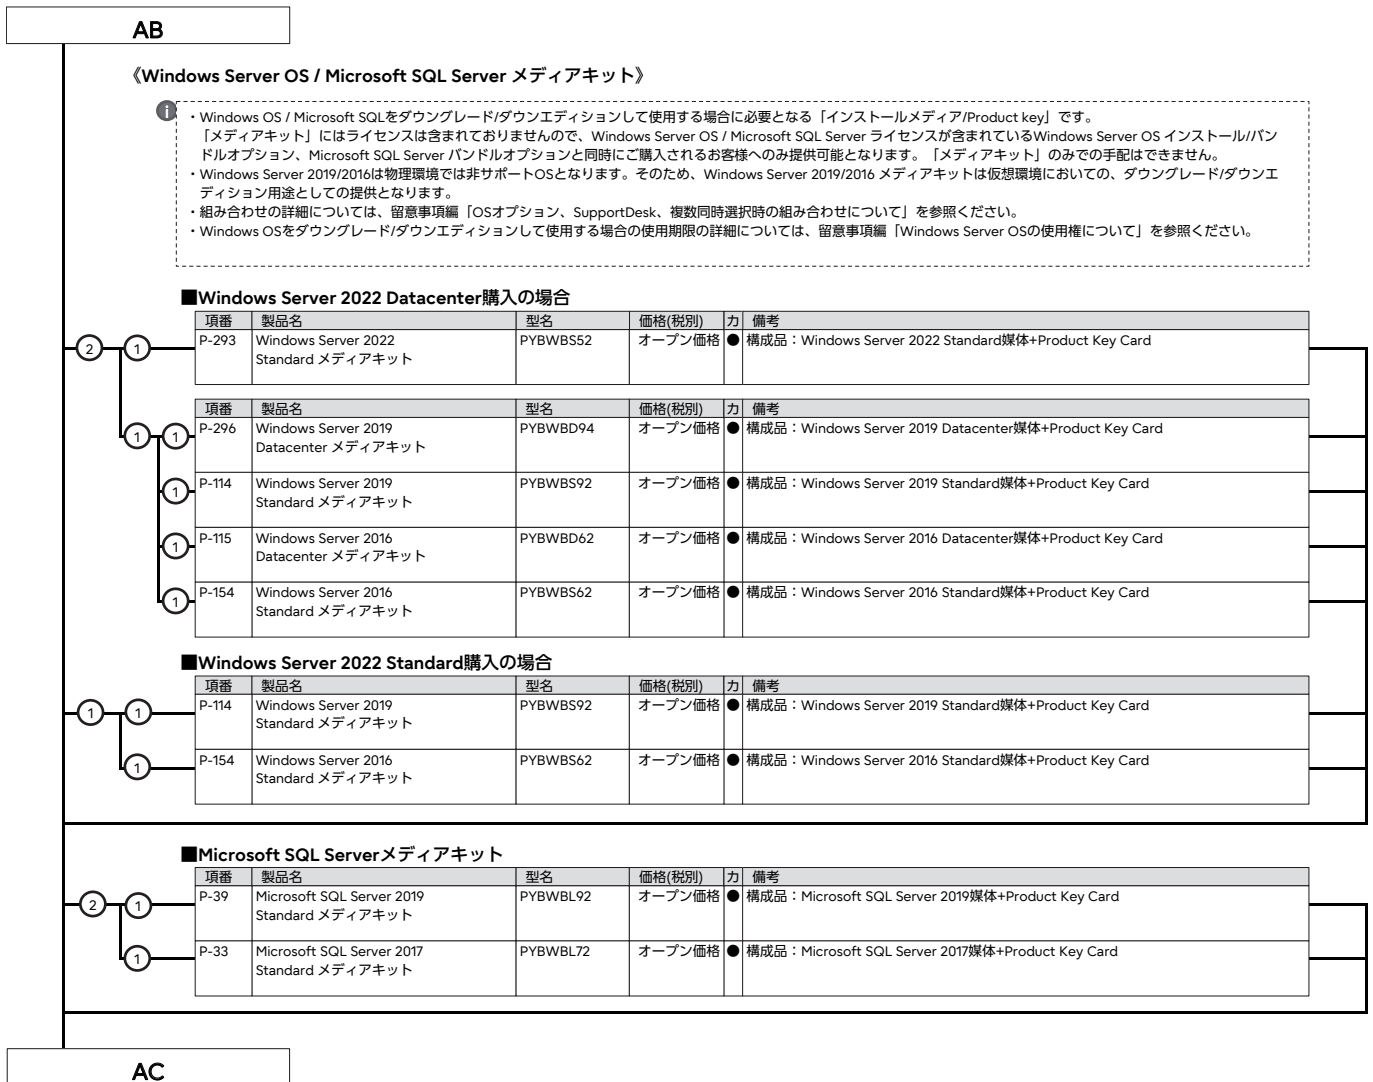 AB
《Windows Server OS / Microsoft SQL Server メディアキット》
i
・Windows OS / Microsoft SQLをダウングレード/ダウンエディションして使用する場合に必要となる「インストールメディア/Product key」です。
「メディアキット」にはライセンスは含まれておりませんので、Windows Server OS / Microsoft SQL Server ライセンスが含まれているWindows Server OS インストール/バン
ドルオプション、Microsoft SQL Server バンドルオプションと同時にご購入されるお客様へのみ提供可能となります。「メディアキット」のみでの手配はできません。
・Windows Server 2019/2016は物理環境では非サポートOSとなります。そのため、Windows Server 2019/2016 メディアキットは仮想環境においての、ダウングレード/ダウンエ
ディション用途としての提供となります。
・組み合わせの詳細については、留意事項編「OSオプション、SupportDesk、複数同時選択時の組み合わせについて」を参照ください。
・Windows OSをダウングレード/ダウンエディションして使用する場合の使用期限の詳細については、留意事項編「Windows Server OSの使用権について」を参照ください。
■Windows Server 2022 Datacenter購入の場合
項番 製品名 型名 価格(税別) カ 備考
2 1 P-293 Windows Server 2022 PYBWBS52 オープン価格 ● 構成品：Windows Server 2022 Standard媒体+Product Key Card
Standard メディアキット
項番 製品名 型名 価格(税別) カ 備考
1 1 P-296 Windows Server 2019 PYBWBD94 オープン価格 ● 構成品：Windows Server 2019 Datacenter媒体+Product Key Card
Datacenter メディアキット
1 P-114 Windows Server 2019 PYBWBS92 オープン価格 ● 構成品：Windows Server 2019 Standard媒体+Product Key Card
Standard メディアキット
1 P-115 Windows Server 2016 PYBWBD62 オープン価格 ● 構成品：Windows Server 2016 Datacenter媒体+Product Key Card
Datacenter メディアキット
1 P-154 Windows Server 2016 PYBWBS62 オープン価格 ● 構成品：Windows Server 2016 Standard媒体+Product Key Card
Standard メディアキット
■Windows Server 2022 Standard購入の場合
項番 製品名 型名 価格(税別) カ 備考
1 1 P-114 Windows Server 2019 PYBWBS92 オープン価格 ● 構成品：Windows Server 2019 Standard媒体+Product Key Card
Standard メディアキット
1 P-154 Windows Server 2016 PYBWBS62 オープン価格 ● 構成品：Windows Server 2016 Standard媒体+Product Key Card
Standard メディアキット
■Microsoft SQL Serverメディアキット
項番 製品名 型名 価格(税別) カ 備考
2 1 P-39 Microsoft SQL Server 2019 PYBWBL92 オープン価格 ● 構成品：Microsoft SQL Server 2019媒体+Product Key Card
Standard メディアキット
1 P-33 Microsoft SQL Server 2017 PYBWBL72 オープン価格 ● 構成品：Microsoft SQL Server 2017媒体+Product Key Card
Standard メディアキット
AC